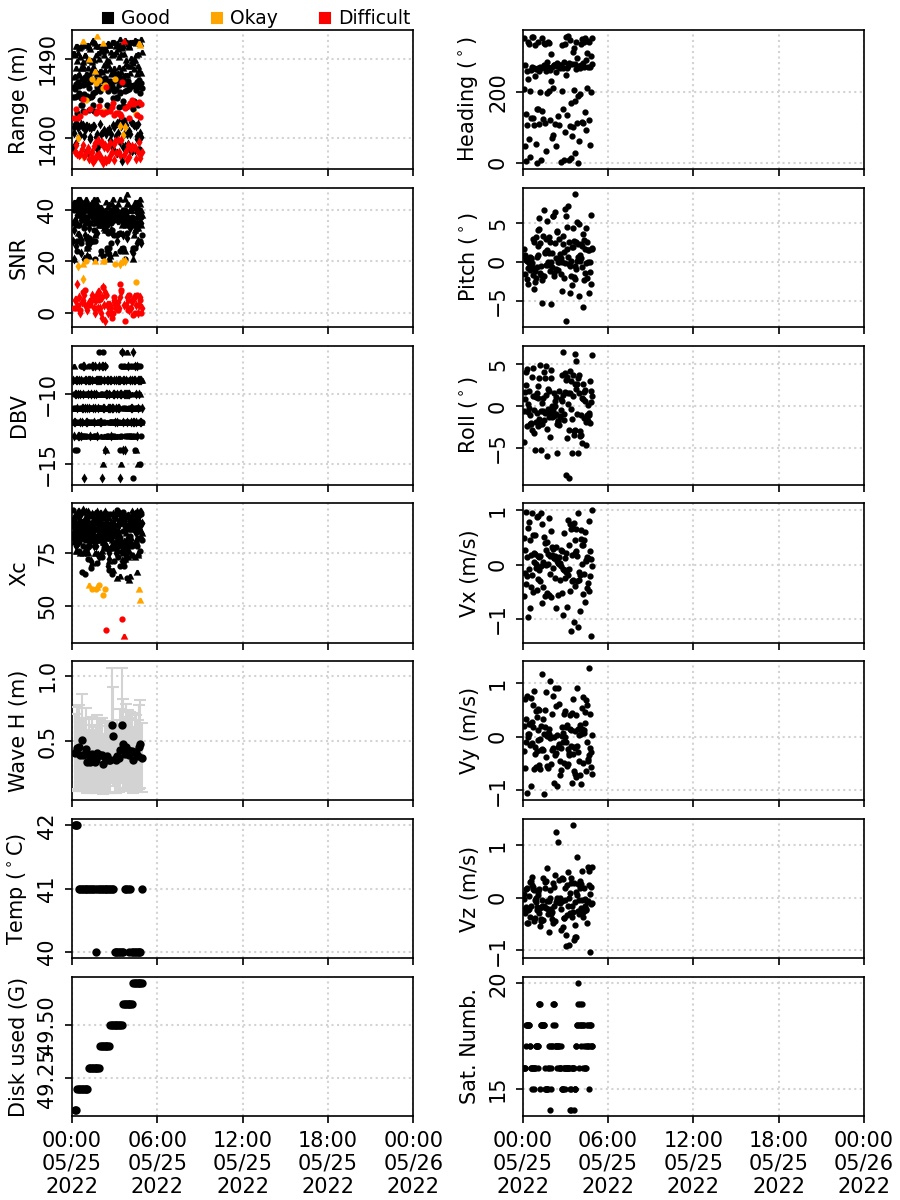 Good Okay Difficult
Range (m)
1490
1400
Heading (°)
200
0
SNR
40
20
0
Pitch (°)
5
0
−5
DBV
−10
−15
Roll (°)
5
0
−5
Xc
75
50
Vx (m/s)
1
0
−1
Wave H (m)
1.0
0.5
Vy (m/s)
1
0
−1
Temp (°C)
42
41
40
Vz (m/s)
1
0
−1
Disk used (G)
49.50
49.25
Sat. Numb.
20
15
00:00 06:00 12:00 18:00 00:00 00:00 06:00 12:00 18:00 00:00
05/25 05/25 05/25 05/25 05/26 05/25 05/25 05/25 05/25 05/26
2022 2022 2022 2022 2022 2022 2022 2022 2022 2022